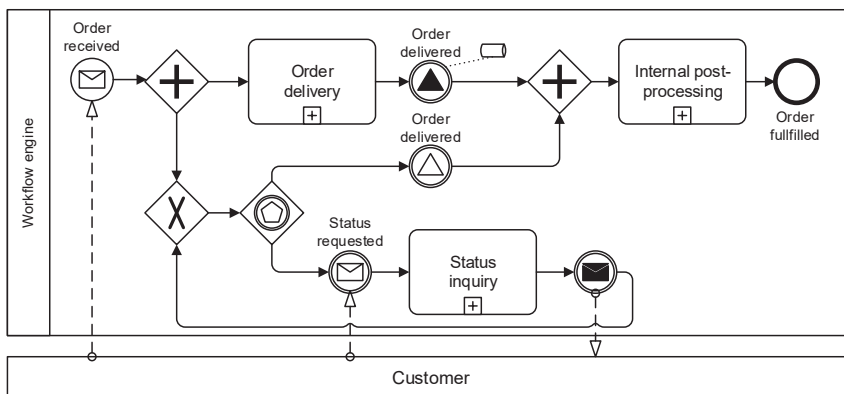 Order
received
Order
delivery
Order
delivered
Internal post-
processing
Order
fullfilled
Order
delivered
Workflow engine
Status
requested
Status
inquiry
Customer